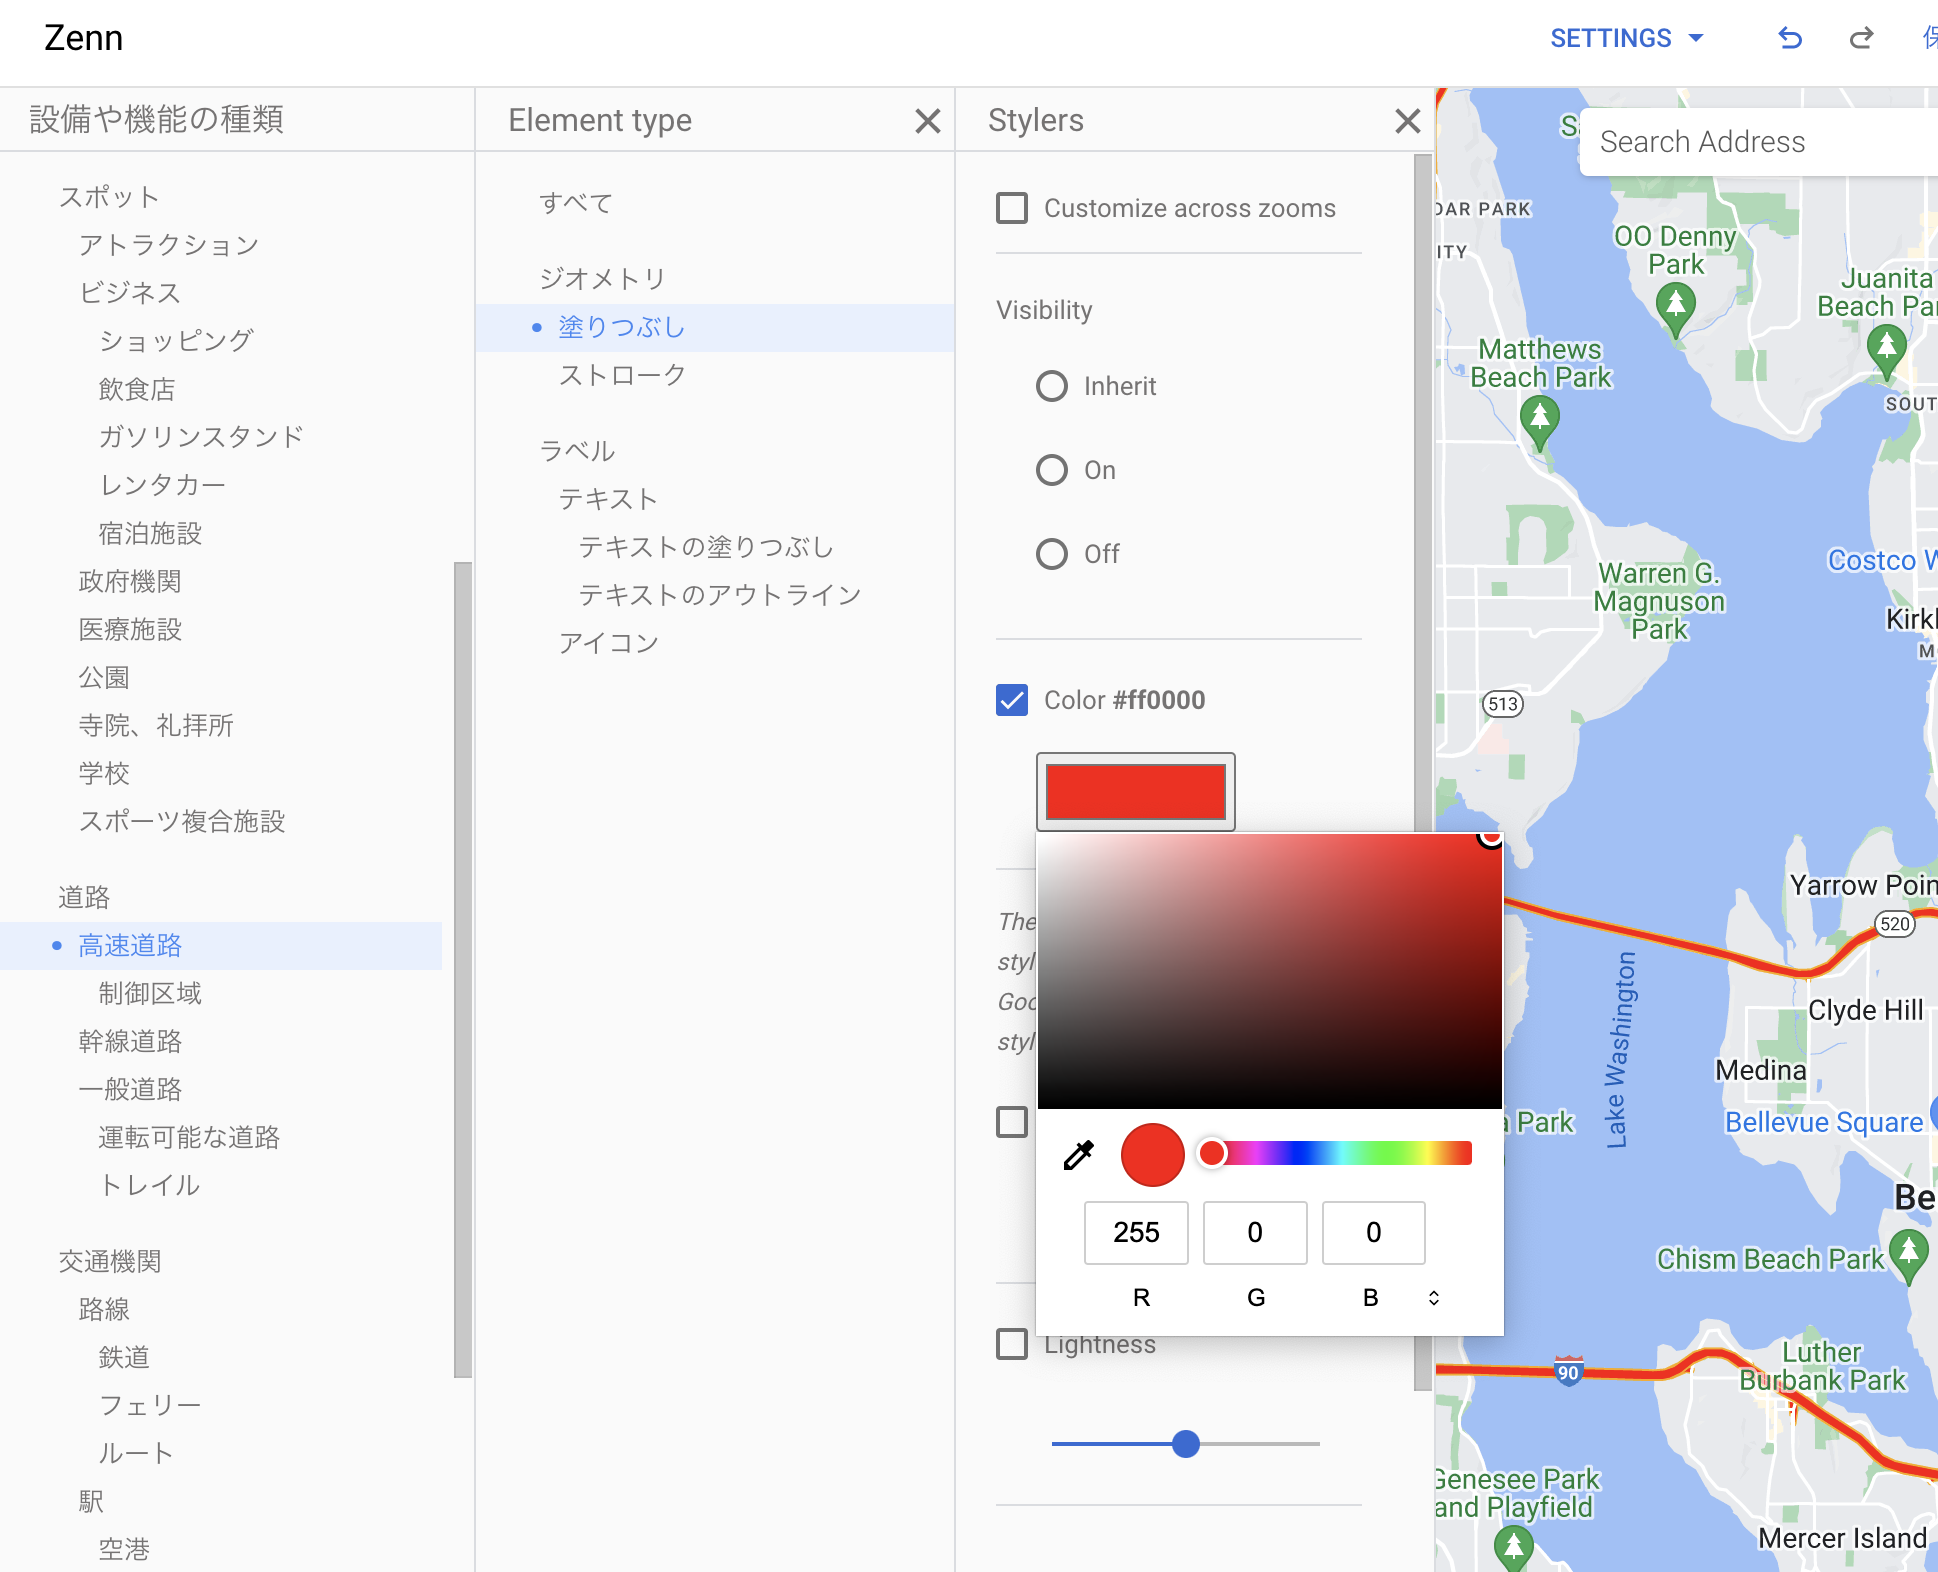 Zenn
SETTINGS
設備や機能の種類
スポット
アトラクション
ビジネス
ショッピング
飲食店
ガソリンスタンド
レンタカー
宿泊施設
政府機関
医療施設
公園
寺院、礼拝所
学校
スポーツ複合施設
道路
高速道路
制御区域
幹線道路
一般道路
運転可能な道路
トレイル
交通機関
路線
鉄道
フェリー
ルート
駅
空港
Element type
すべて
ジオメトリ
塗りつぶし
ストローク
ラベル
テキスト
テキストの塗りつぶし
テキストのアウトライン
アイコン
Stylers
Customize across zooms
Visibility
Inherit
On
Off
Color #ff0000
The
styl
Goo
styl
255
0
0
R
G
B
Lightness
Search Address
DAR PARK
ITY
OO Denny
Park
Juanita
Beach Par
Matthews
Beach Park
SOUT
Costco W
Warren G.
Magnuson
Park
Kirkl
513
Yarrow Poin
520
Lake Washington
Clyde Hill
Medina
a Park
Bellevue Square
Be
Chism Beach Park
90
Luther
Burbank Park
Genesee Park
and Playfield
Mercer Island